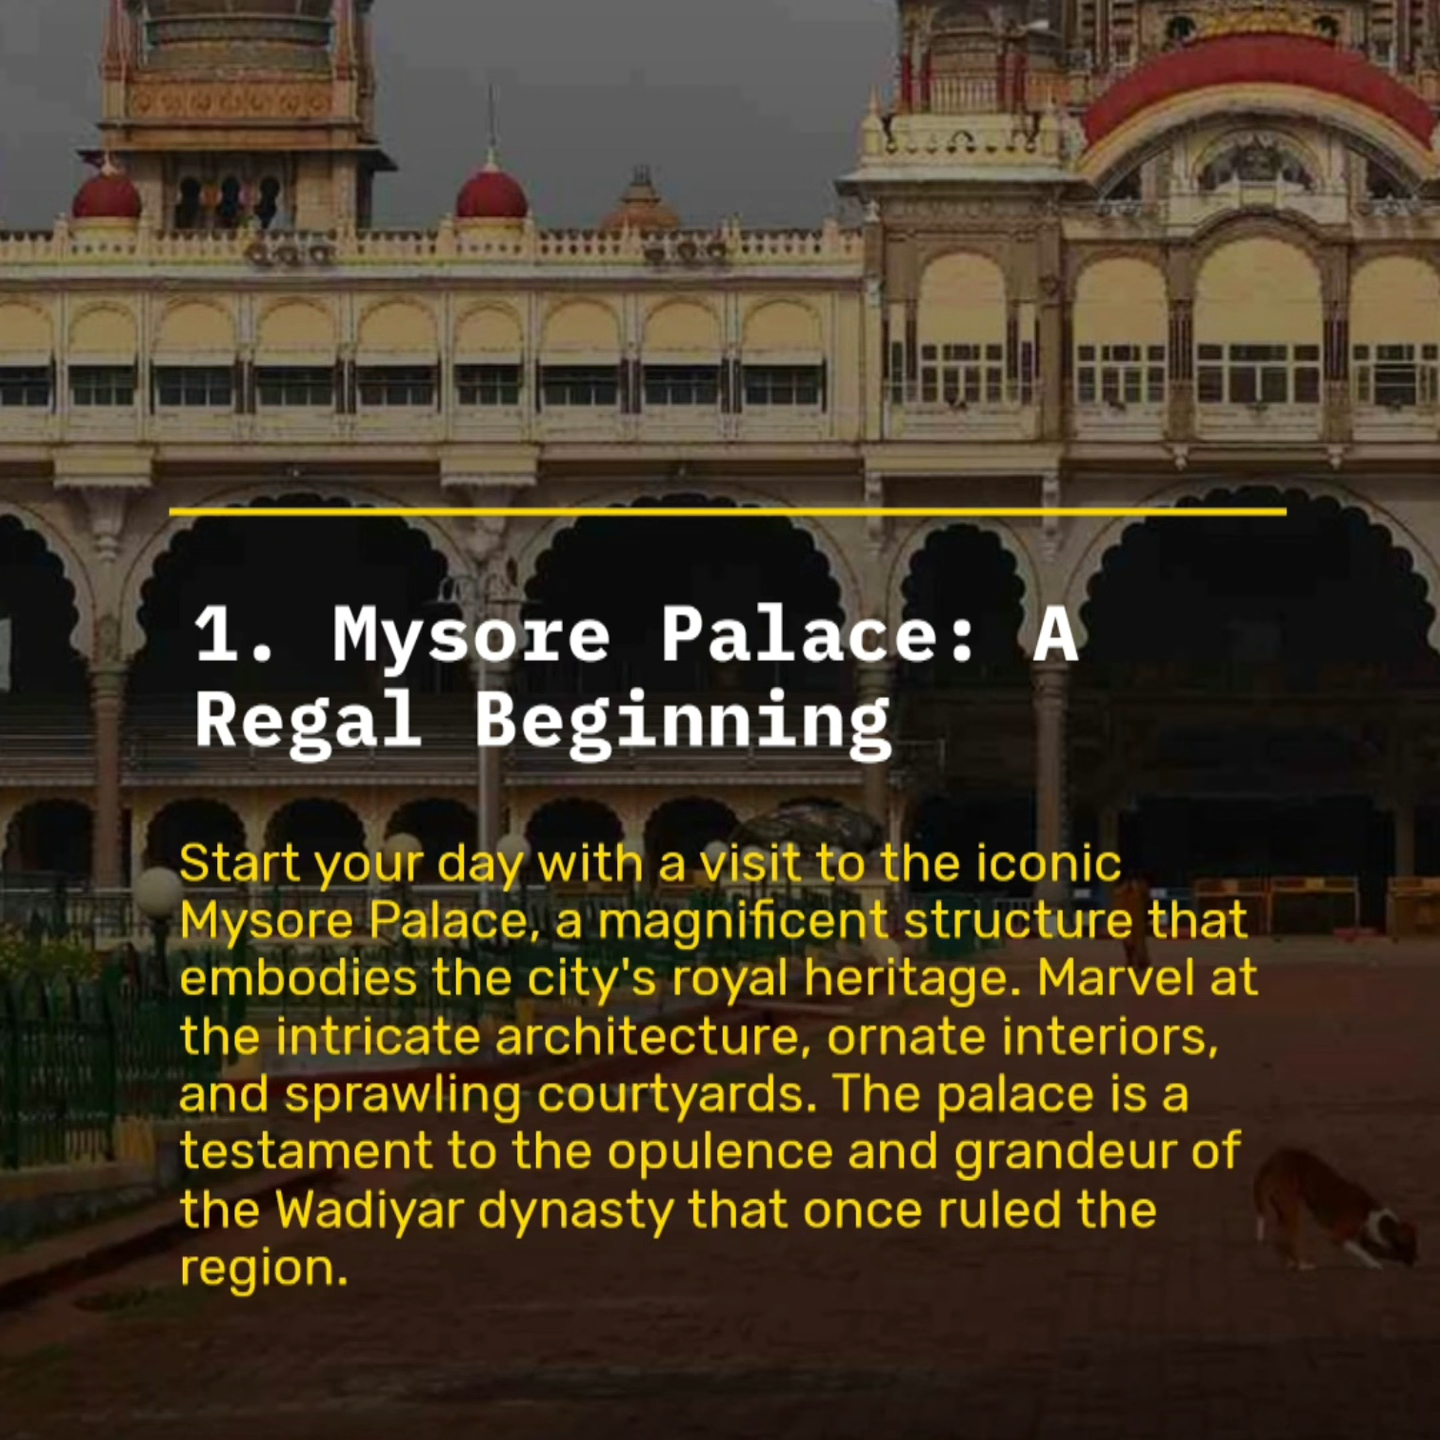 1. Mysore Palace: A
Regal Beginning
Start your day with a visit to the iconic
Mysore Palace, a magnificent structure that
embodies the city's royal heritage. Marvel at
the intricate architecture, ornate interiors,
and sprawling courtyards. The palace is a
testament to the opulence and grandeur of
the Wadiyar dynasty that once ruled the
region.